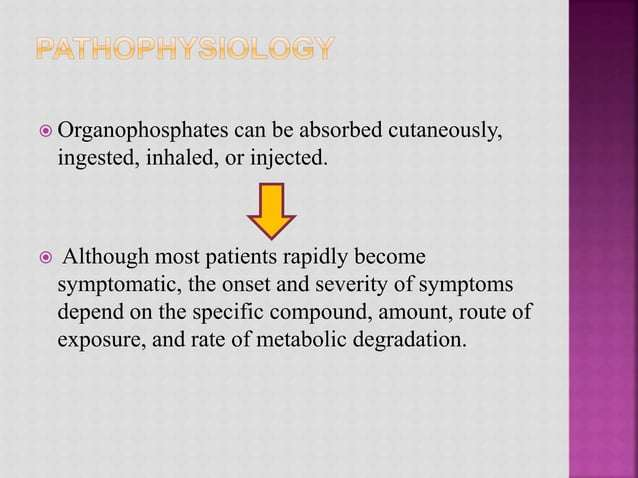 PATHOPHYSIOLOGY
Organophosphates can be absorbed cutaneously,
ingested, inhaled, or injected.
Although most patients rapidly become
symptomatic, the onset and severity of symptoms
depend on the specific compound, amount, route of
exposure, and rate of metabolic degradation.